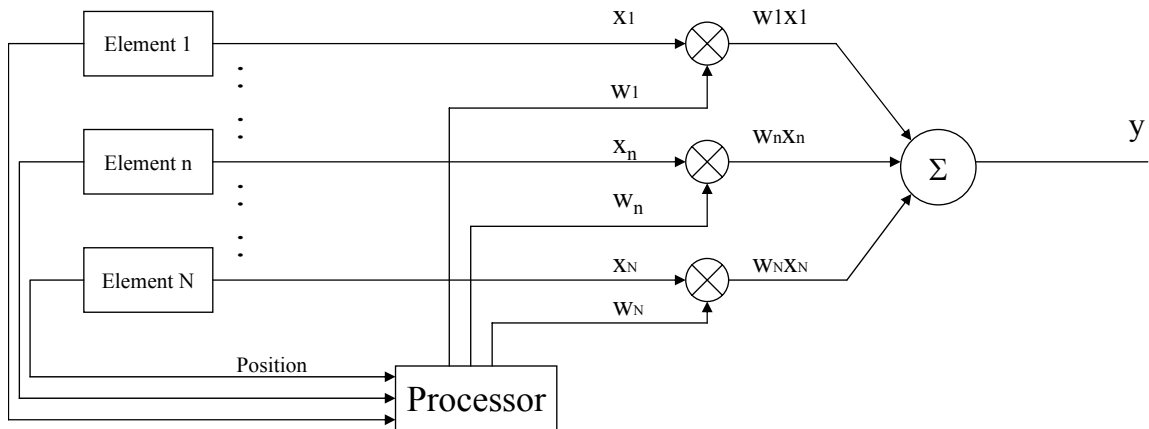 x1 w1x1
Element 1
w1
y
xn wnxn
Element n
Σ
wn
xN wNxN
Element N
wN
Position
Processor